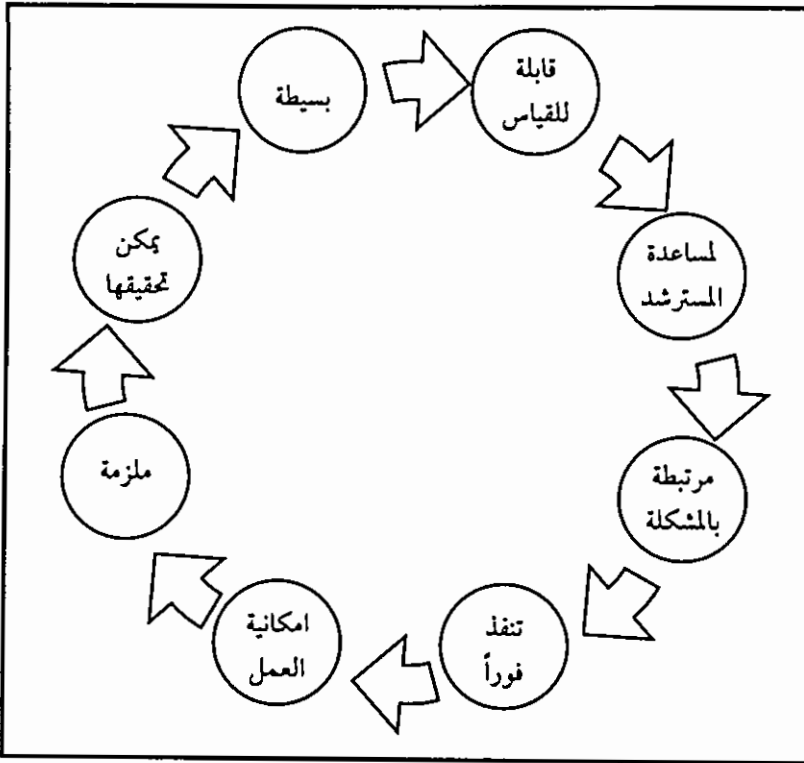 بسيطة
قابلة
للقياس
لمساعدة
المسترشد
مرتبطة
بالمشكلة
تنفذ
فوراً
امكانية
العمل
ملزمة
يمكن
تحقيقها